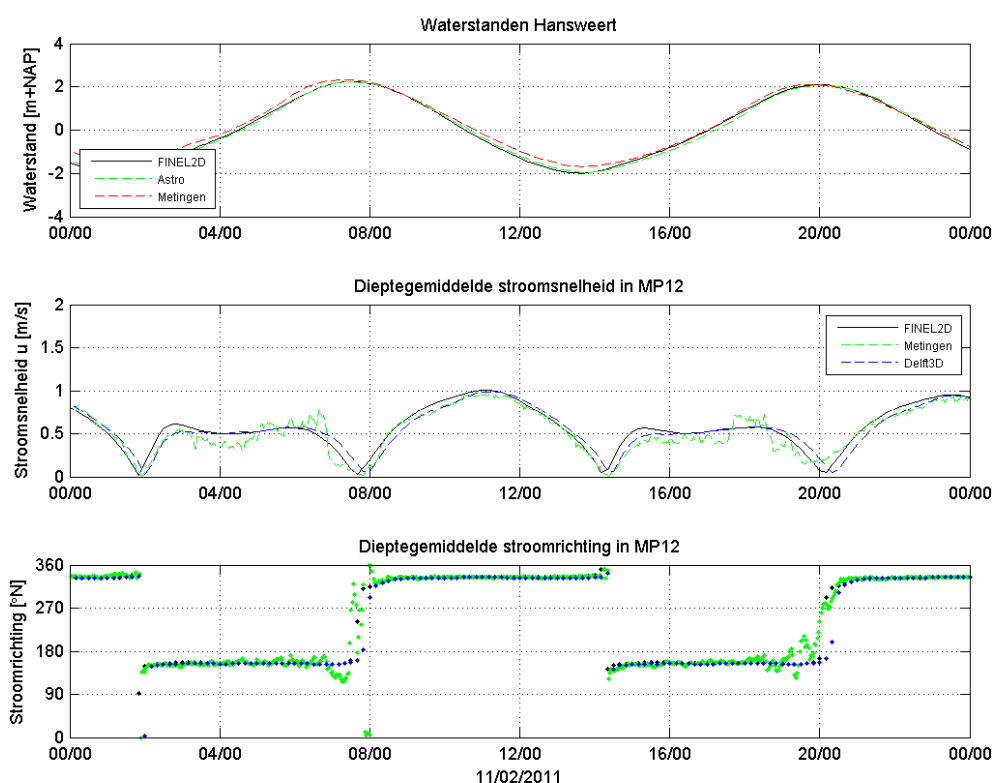 Waterstanden Hansweert
Waterstand [m+NAP]
4
2
0
-2
-4
FINEL2D
Astro
Metingen
00/00 04/00 08/00 12/00 16/00 20/00 00/00
Dieptegemiddelde stroomsnelheid in MP12
Stroomsnelheid u [m/s]
2
1.5
1
0.5
0
FINEL2D
Metingen
Delft3D
00/00 04/00 08/00 12/00 16/00 20/00 00/00
Dieptegemiddelde stroomrichting in MP12
Stroomrichting [°N]
360
270
180
90
0
00/00 04/00 08/00 12/00 16/00 20/00 00/00
11/02/2011